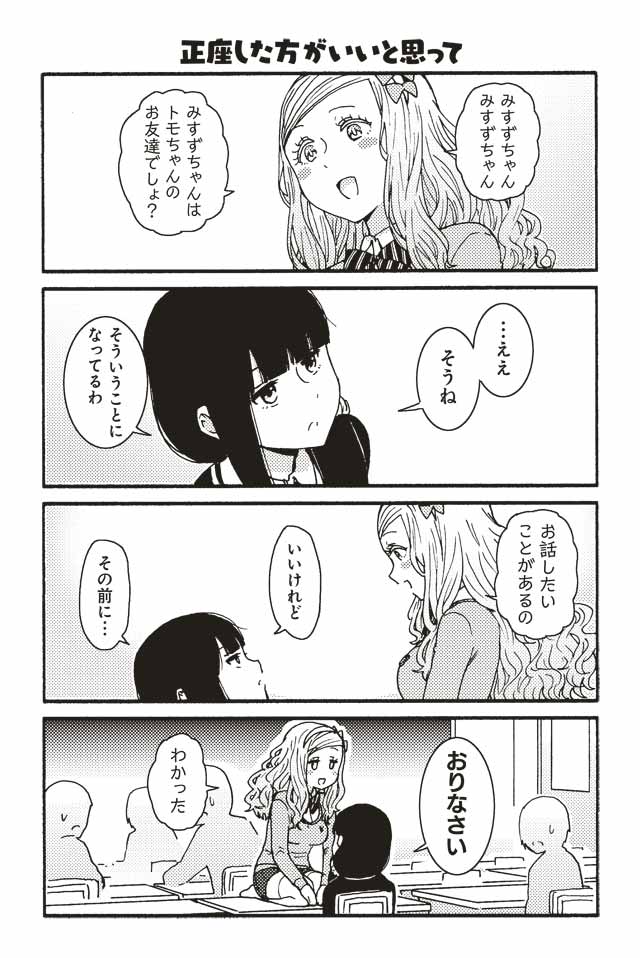 正座した方がいいと思って
みすずちゃん
みすずちゃん
みすずちゃんは
トモちゃんの
お友達でしょ？
…ええ
そうね
そういうことに
なってるわ
お話したい
ことがあるの
いいけれど
その前に…
おりなさい
わかった